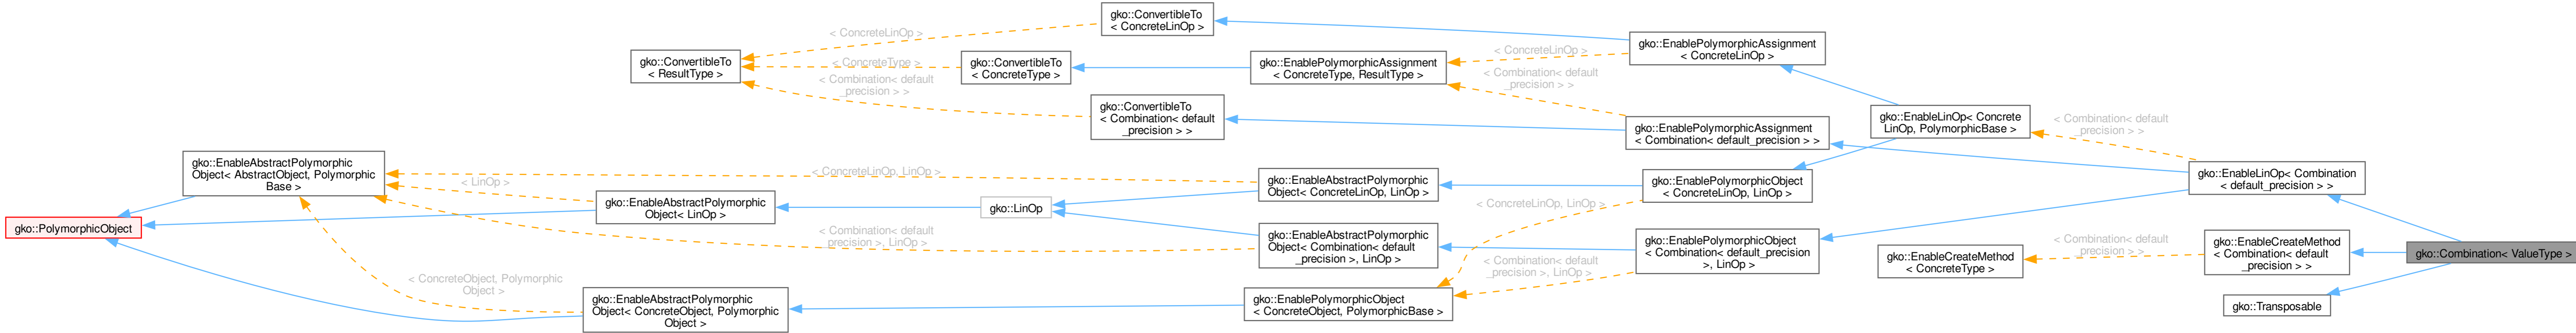 gko::ConvertibleTo
< ConcreteLinOp >
< ConcreteLinOp >
gko::EnablePolymorphicAssignment
< ConcreteLinOp >
< ConcreteLinOp >
gko::ConvertibleTo
< ResultType >
< ConcreteType >
gko::ConvertibleTo
< ConcreteType >
gko::EnablePolymorphicAssignment
< ConcreteType, ResultType >
< Combination< default
_precision > >
< Combination< default
_precision > >
gko::ConvertibleTo
< Combination< default
_precision > >
gko::EnablePolymorphicAssignment
< Combination< default_precision > >
gko::EnableLinOp< Concrete
LinOp, PolymorphicBase >
< Combination< default
_precision > >
gko::EnableAbstractPolymorphic
Object< AbstractObject, Polymorphic
Base >
< ConcreteLinOp, LinOp >
< LinOp >
gko::EnableAbstractPolymorphic
Object< ConcreteLinOp, LinOp >
gko::EnablePolymorphicObject
< ConcreteLinOp, LinOp >
gko::EnableLinOp< Combination
< default_precision > >
gko::EnableAbstractPolymorphic
Object< LinOp >
gko::LinOp
< ConcreteLinOp, LinOp >
gko::PolymorphicObject
< Combination< default
_precision >, LinOp >
gko::EnableAbstractPolymorphic
Object< Combination< default
_precision >, LinOp >
gko::EnablePolymorphicObject
< Combination< default_precision
>, LinOp >
gko::EnableCreateMethod
< ConcreteType >
< Combination< default
_precision > >
gko::EnableCreateMethod
< Combination< default
_precision > >
gko::Combination< ValueType >
< Combination< default
_precision >, LinOp >
< ConcreteObject, Polymorphic
Object >
gko::EnableAbstractPolymorphic
Object< ConcreteObject, Polymorphic
Object >
gko::EnablePolymorphicObject
< ConcreteObject, PolymorphicBase >
gko::Transposable